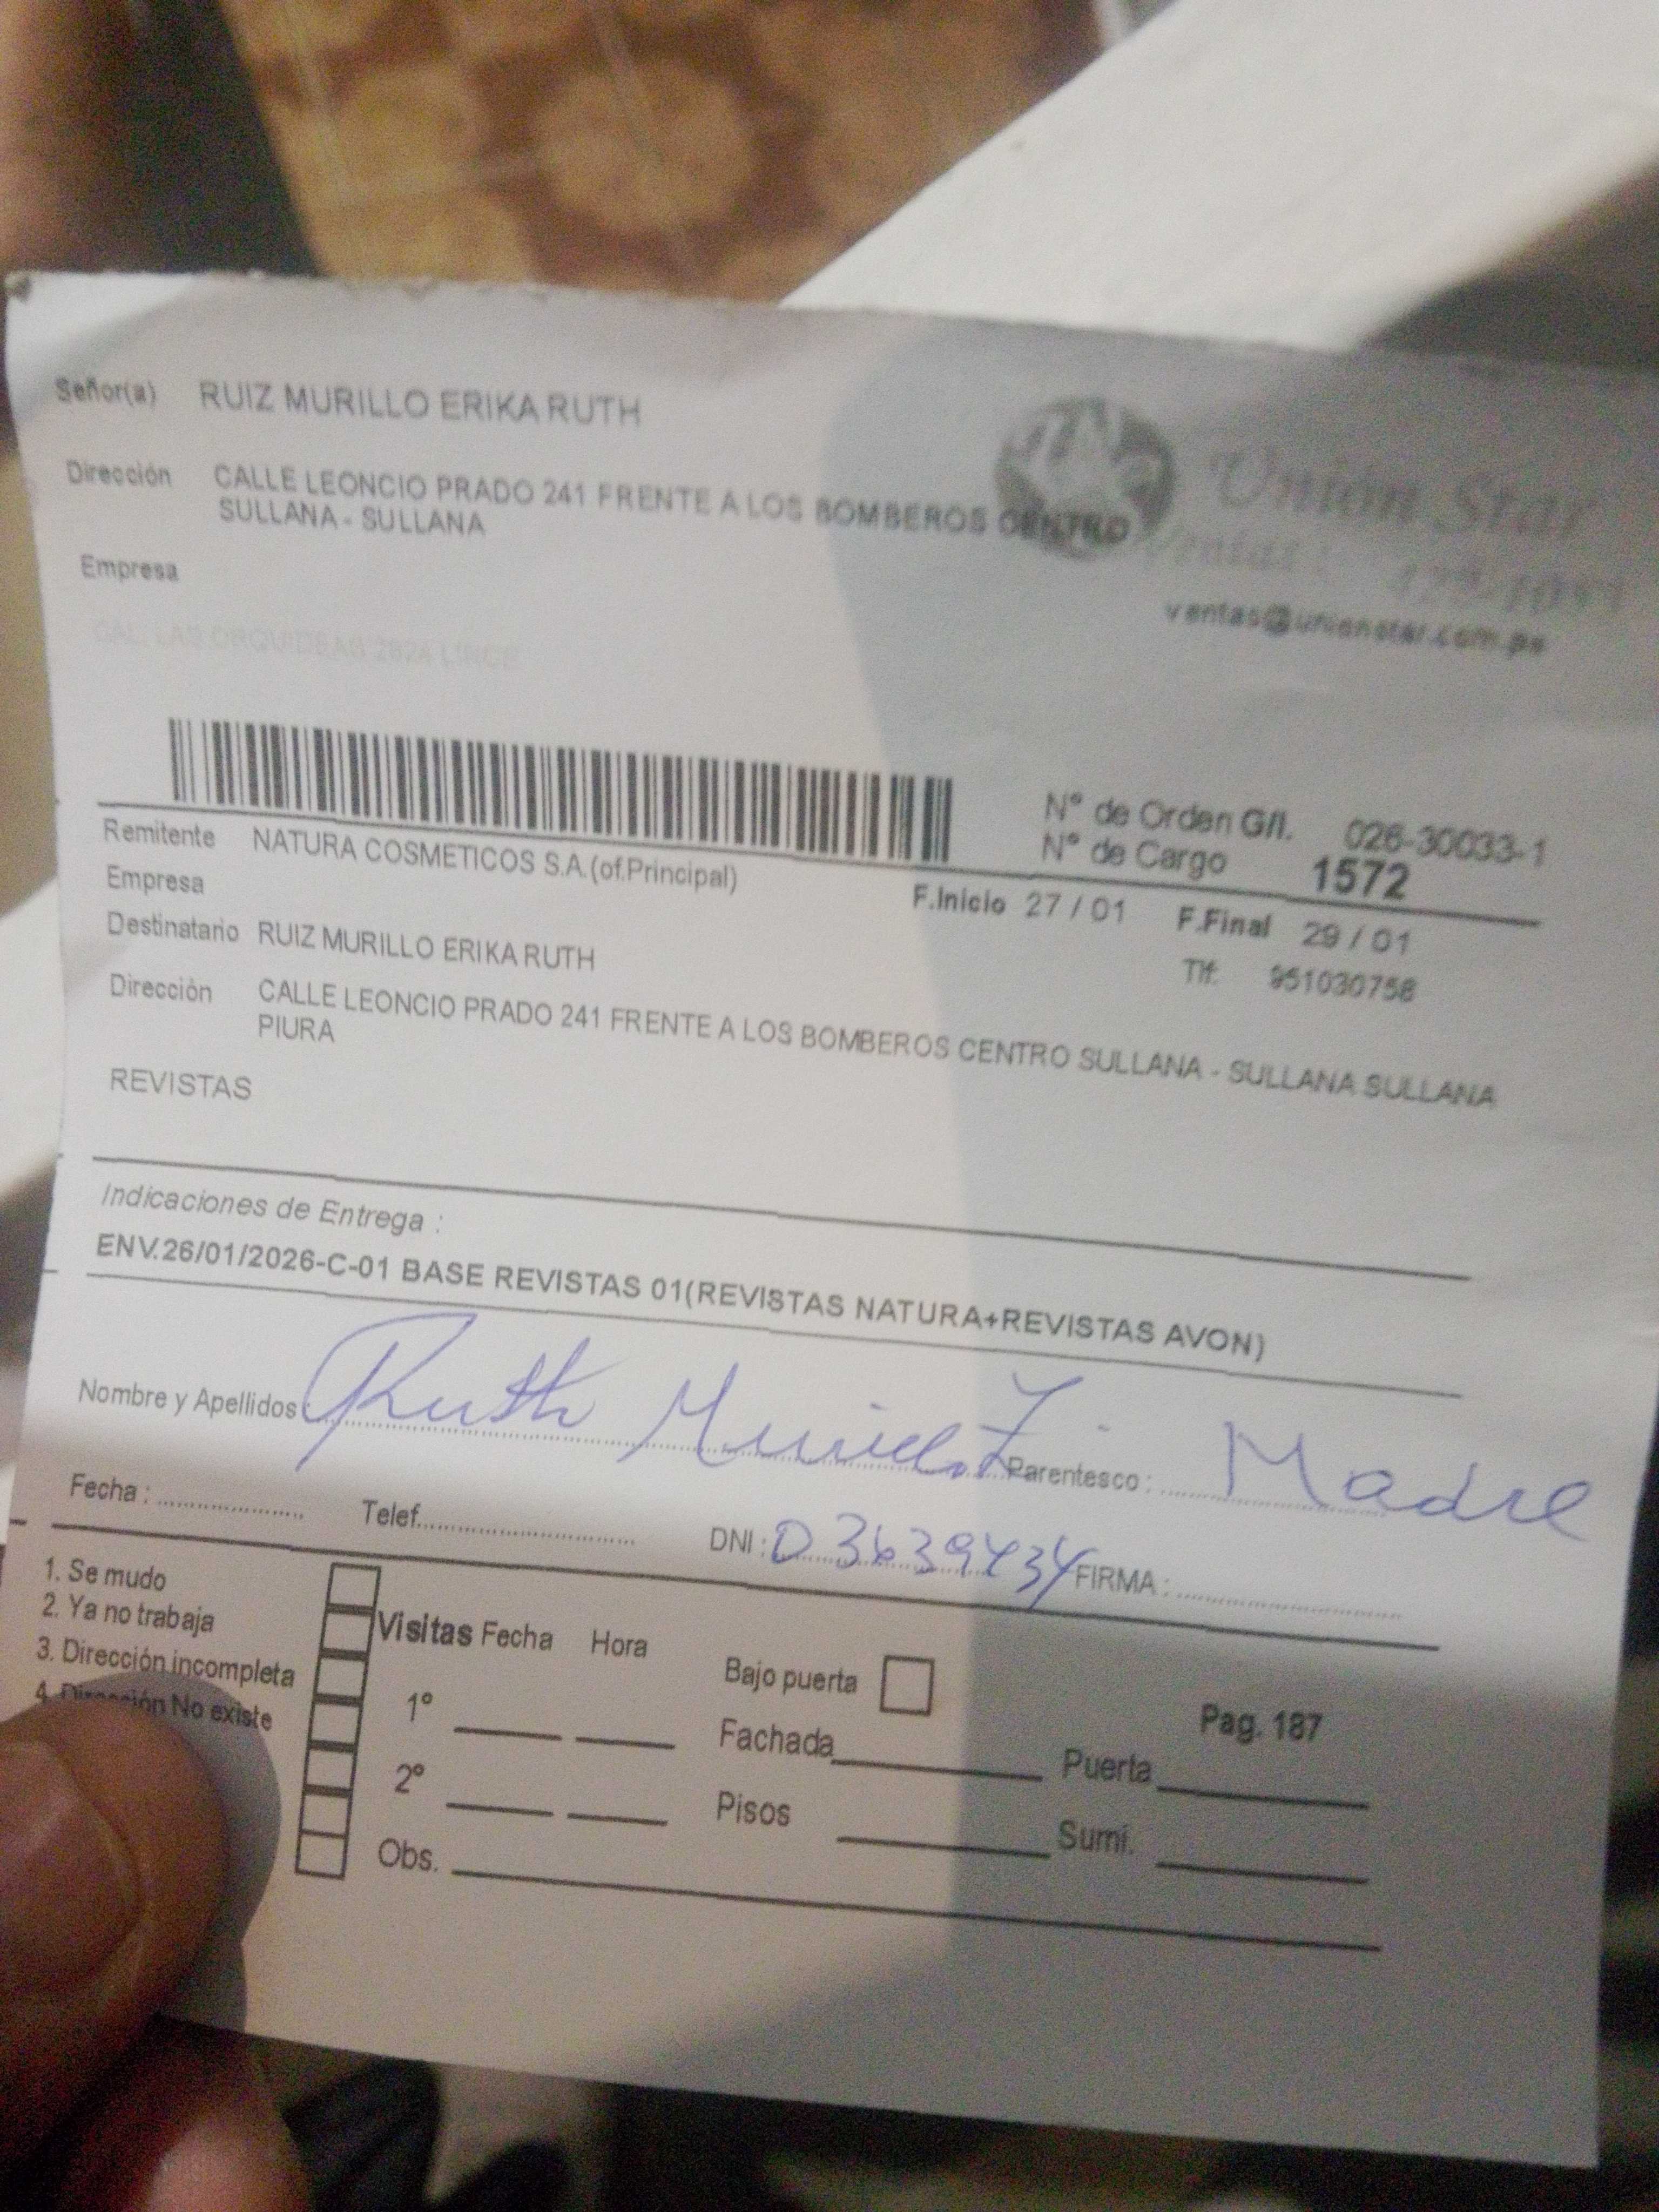 Señor(a) RUIZ MURILLO ERIKA RUTH
Dirección CALLE LEONCIO PRADO 241 FRENTE A LOS BOMBEROS CENTRO
SULLANA - SULLANA
Empresa
Unión Star
Ventas :
ventas@unionstar.com.pe
N° de Orden G/I. 026-30033-1
N° de Cargo 1572
Remitente NATURA COSMETICOS S.A.(of.Principal)
Empresa
F.Inicio 27 / 01 F.Final 29 / 01
Destinatario RUIZ MURILLO ERIKA RUTH
Tlf: 951030758
Dirección CALLE LEONCIO PRADO 241 FRENTE A LOS BOMBEROS CENTRO SULLANA - SULLANA SULLANA
PIURA
REVISTAS
Indicaciones de Entrega :
ENV.26/01/2026-C-01 BASE REVISTAS 01(REVISTAS NATURA+REVISTAS AVON)
Nombre y Apellidos Ruth Parentesco : Madre
Fecha : Telef. DNI : 03639434 FIRMA :
1. Se mudo
2. Ya no trabaja
3. Dirección incompleta
4. Dirección No existe
Visitas Fecha Hora
1°
2°
Obs.
Bajo puerta
Fachada Puerta
Pisos Sumi.
Pag. 187